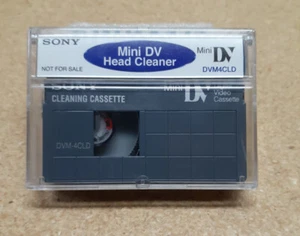 SONY
Mini DV
Head Cleaner
Mini DV
NOT FOR SALE
DVM4CLD
SONY
CLEANING CASSETTE
Mini DV
Video
Cassette
DVM-4CLD